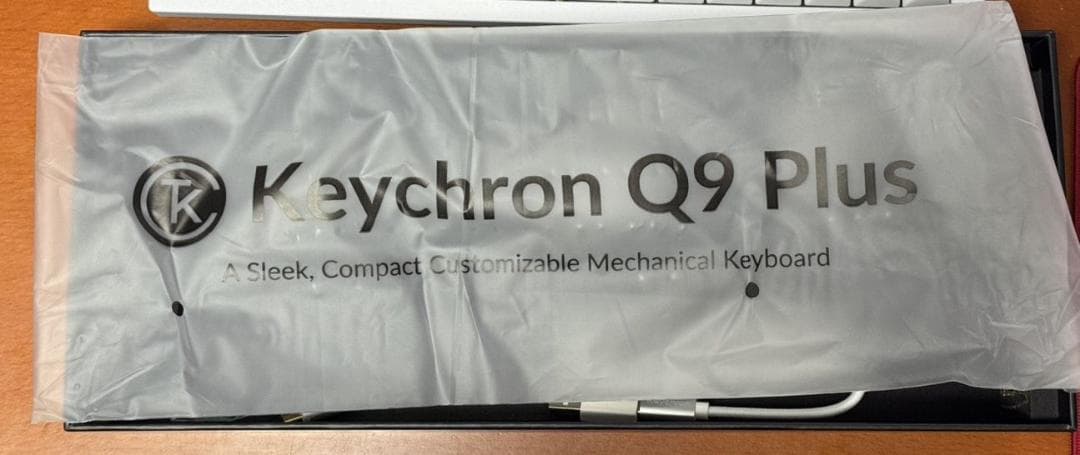 Keychron Q9 Plus
A Sleek, Compact Customizable Mechanical Keyboard